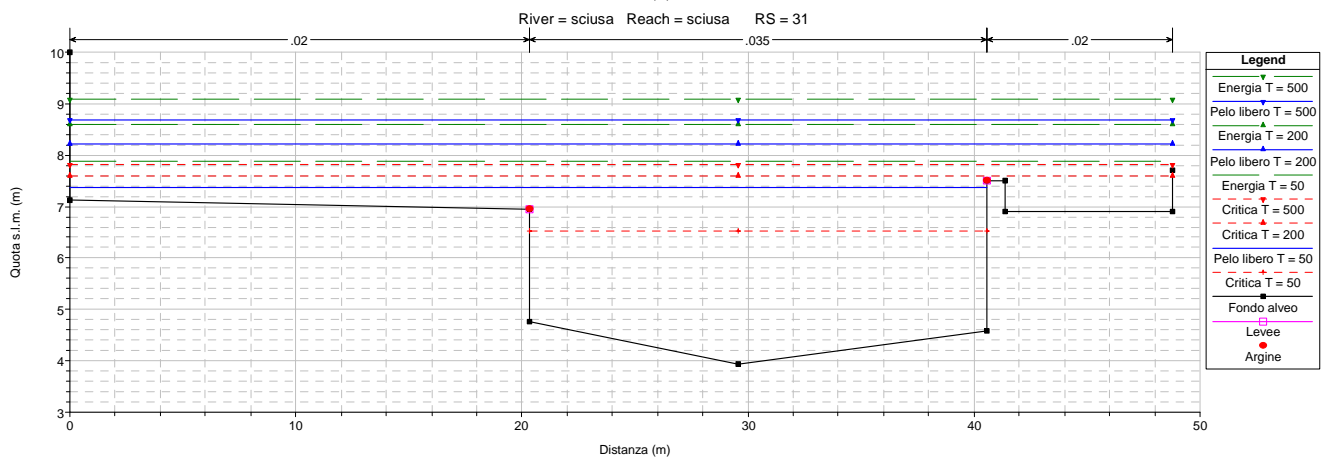 River = sciusa   Reach = sciusa   RS = 31
.02
.035
.02
10
9
8
7
6
5
4
3
Quota s.l.m. (m)
0
10
20
30
40
50
Distanza (m)
Legend
Energia T = 500
Pelo libero T = 500
Energia T = 200
Pelo libero T = 200
Energia T = 50
Critica T = 500
Critica T = 200
Pelo libero T = 50
Critica T = 50
Fondo alveo
Levee
Argine